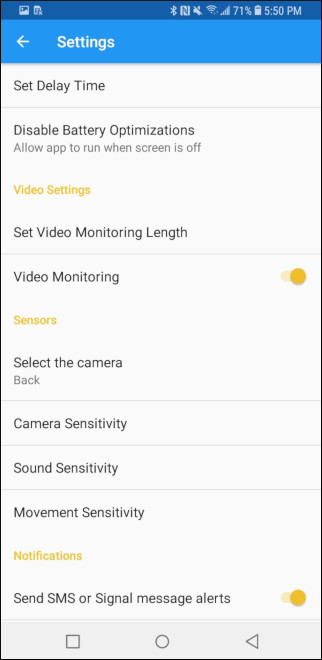 71% 5:50 PM
Settings
Set Delay Time
Disable Battery Optimizations
Allow app to run when screen is off
Video Settings
Set Video Monitoring Length
Video Monitoring
Sensors
Select the camera
Back
Camera Sensitivity
Sound Sensitivity
Movement Sensitivity
Notifications
Send SMS or Signal message alerts